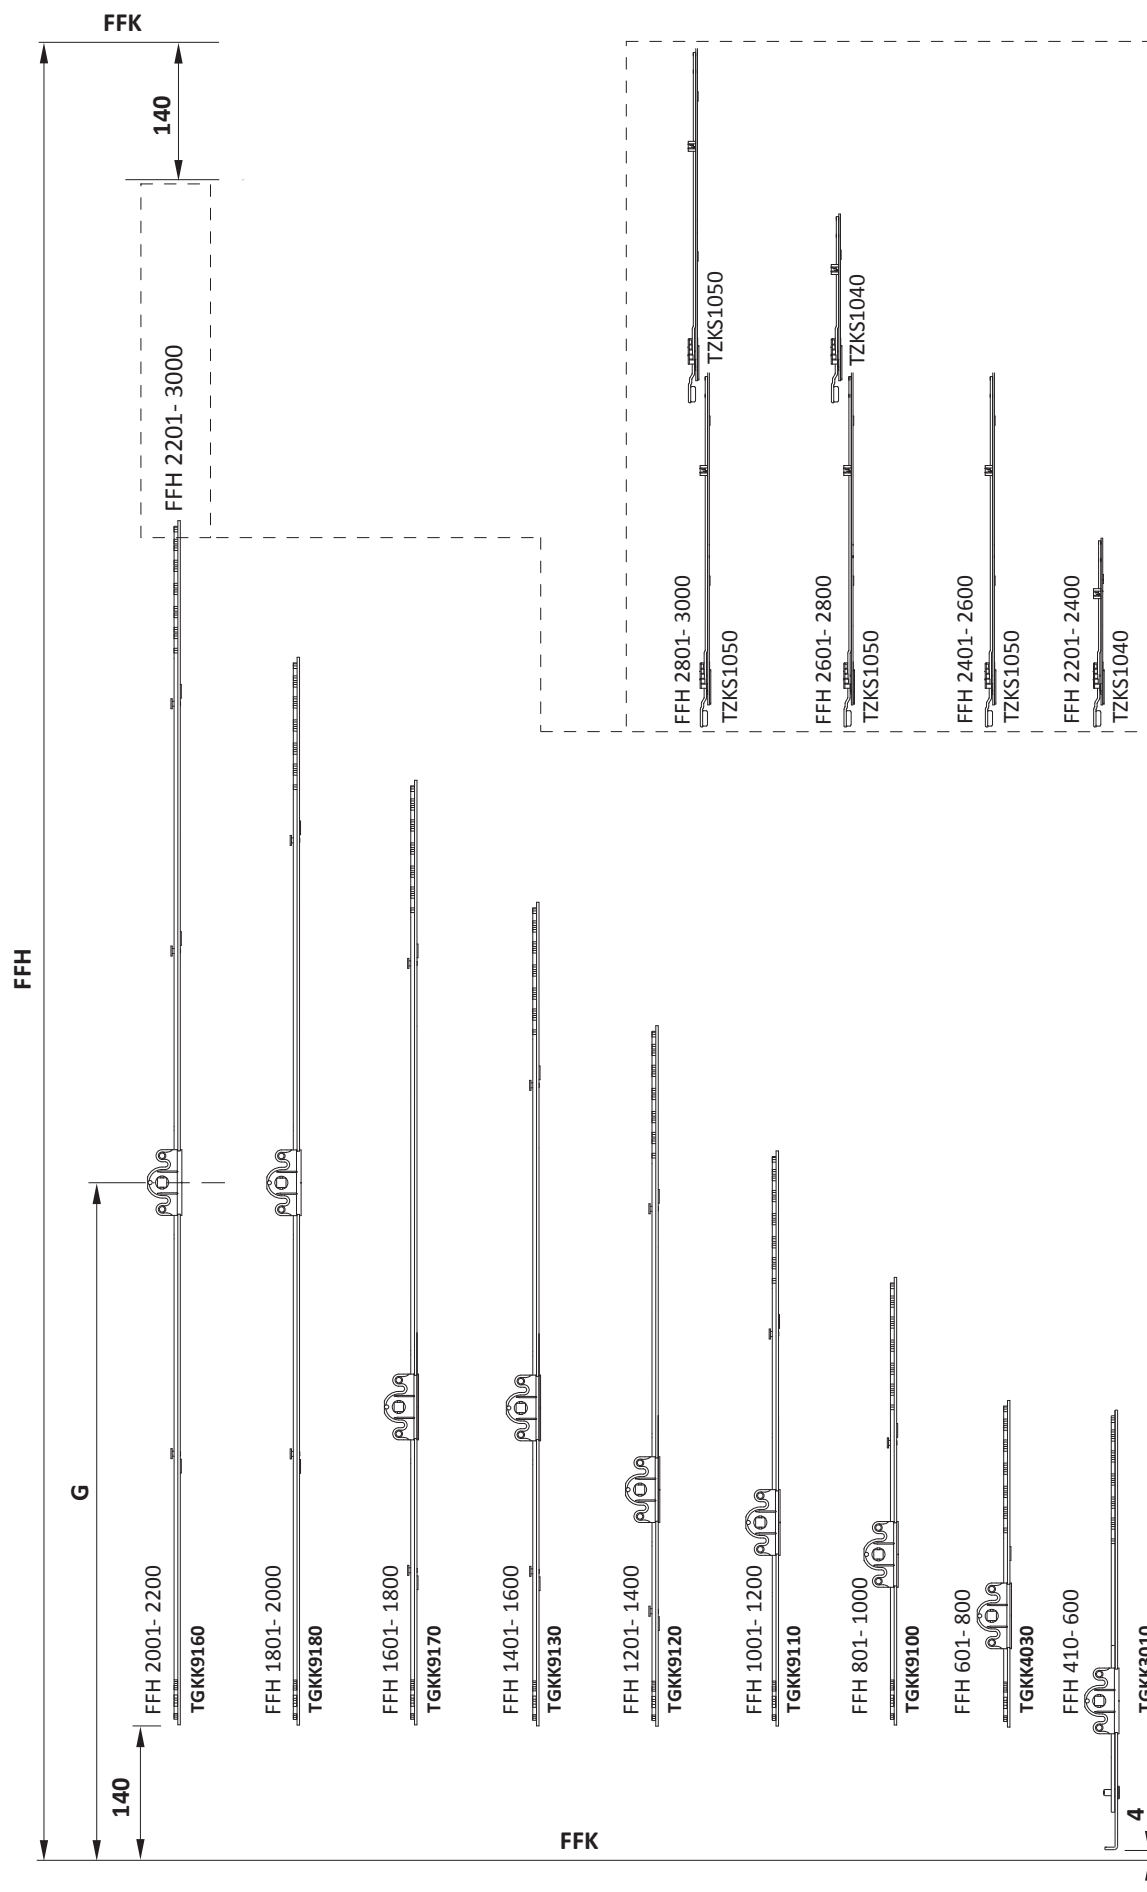 FFK
140
FFH 2201- 3000
TZKS1050
TZKS1040
FFH 2801- 3000
TZKS1050
FFH 2601- 2800
TZKS1050
FFH 2401- 2600
TZKS1050
FFH 2201- 2400
TZKS1040
FFH
G
FFH 2001- 2200
TGKK9160
FFH 1801- 2000
TGKK9180
FFH 1601- 1800
TGKK9170
FFH 1401- 1600
TGKK9130
FFH 1201- 1400
TGKK9120
FFH 1001- 1200
TGKK9110
FFH 801- 1000
TGKK9100
FFH 601- 800
TGKK4030
FFH 410- 600
TGKK3010
140
4
FFK